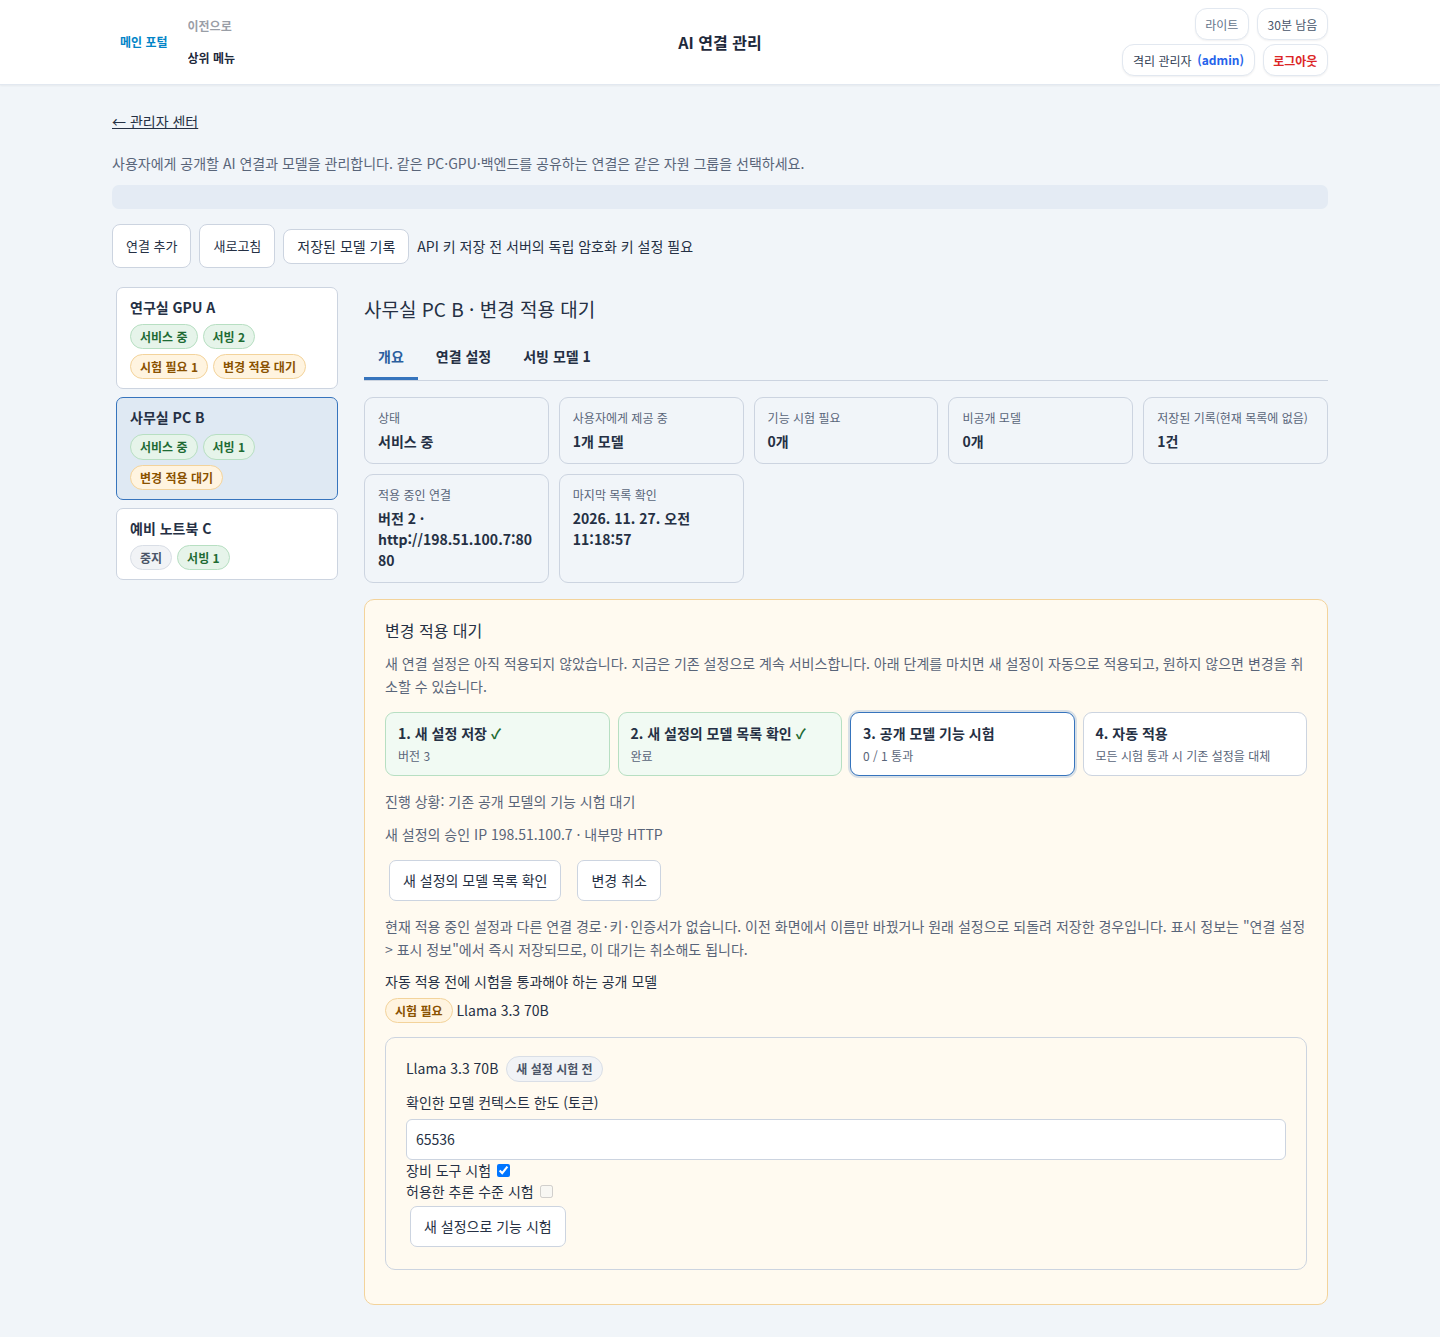 메인 포털
이전으로
상위 메뉴
AI 연결 관리
라이트
30분 남음
격리 관리자 (admin)
로그아웃
← 관리자 센터
사용자에게 공개할 AI 연결과 모델을 관리합니다. 같은 PC·GPU·백엔드를 공유하는 연결은 같은 자원 그룹을 선택하세요.
연결 추가
새로고침
저장된 모델 기록
API 키 저장 전 서버의 독립 암호화 키 설정 필요
연구실 GPU A
서비스 중
서빙 2
시험 필요 1
변경 적용 대기
사무실 PC B
서비스 중
서빙 1
변경 적용 대기
예비 노트북 C
중지
서빙 1
사무실 PC B · 변경 적용 대기
개요
연결 설정
서빙 모델 1
상태
서비스 중
사용자에게 제공 중
1개 모델
기능 시험 필요
0개
비공개 모델
0개
저장된 기록(현재 목록에 없음)
1건
적용 중인 연결
버전 2 ·
http://198.51.100.7:80
80
마지막 목록 확인
2026. 11. 27. 오전
11:18:57
변경 적용 대기
새 연결 설정은 아직 적용되지 않았습니다. 지금은 기존 설정으로 계속 서비스합니다. 아래 단계를 마치면 새 설정이 자동으로 적용되고, 원하지 않으면 변경을 취
소할 수 있습니다.
1. 새 설정 저장 ✓
버전 3
2. 새 설정의 모델 목록 확인 ✓
완료
3. 공개 모델 기능 시험
0 / 1 통과
4. 자동 적용
모든 시험 통과 시 기존 설정을 대체
진행 상황: 기존 공개 모델의 기능 시험 대기
새 설정의 승인 IP 198.51.100.7 · 내부망 HTTP
새 설정의 모델 목록 확인
변경 취소
현재 적용 중인 설정과 다른 연결 경로·키·인증서가 없습니다. 이전 화면에서 이름만 바꿨거나 원래 설정으로 되돌려 저장한 경우입니다. 표시 정보는 "연결 설정
> 표시 정보"에서 즉시 저장되므로, 이 대기는 취소해도 됩니다.
자동 적용 전에 시험을 통과해야 하는 공개 모델
시험 필요 Llama 3.3 70B
Llama 3.3 70B 새 설정 시험 전
확인한 모델 컨텍스트 한도 (토큰)
65536
장비 도구 시험
허용한 추론 수준 시험
새 설정으로 기능 시험